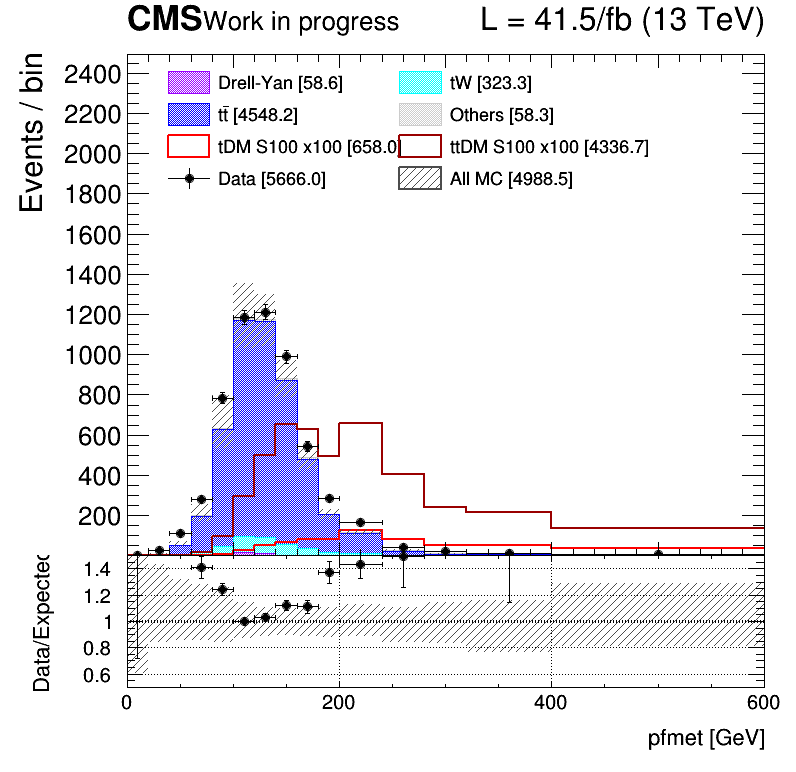 CMS Work in progress L = 41.5/fb (13 TeV)
Events / bin
2400
2200
2000
1800
1600
1400
1200
1000
800
600
400
200
Drell-Yan [58.6]
tW [323.3]
tt̄ [4548.2]
Others [58.3]
tDM S100 x100 [658.0]
ttDM S100 x100 [4336.7]
Data [5666.0]
All MC [4988.5]
Data/Expected
1.4
1.2
1
0.8
0.6
0 200 400 600
pfmet [GeV]